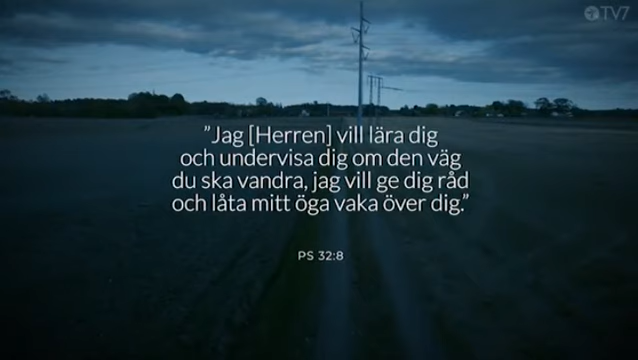 TV7
”Jag [Herren] vill lära dig
och undervisa dig om den väg
du ska vandra, jag vill ge dig råd
och låta mitt öga vaka över dig.”
PS 32:8